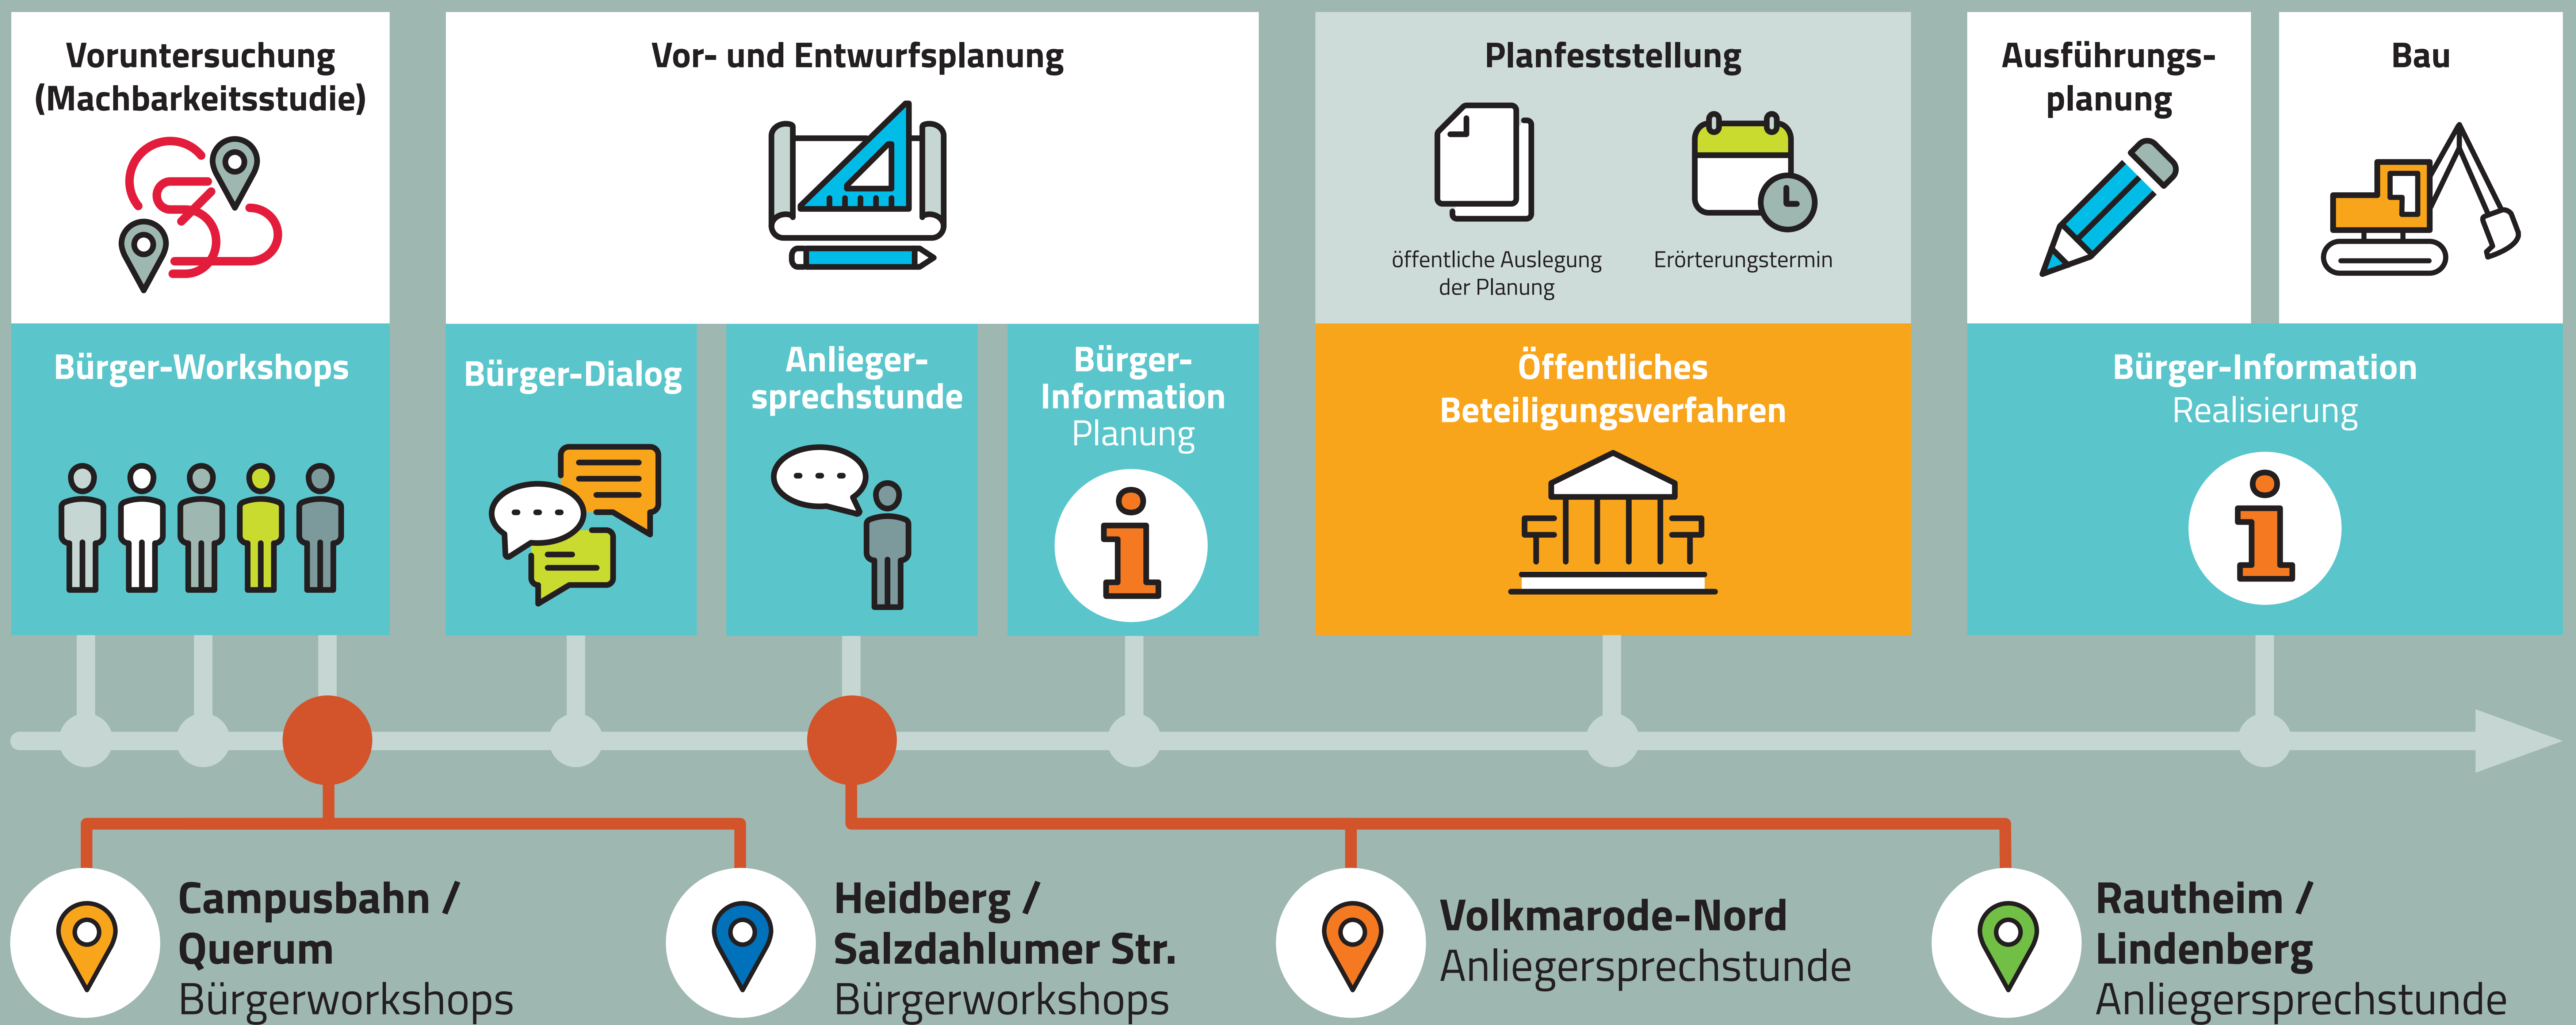 Voruntersuchung
(Machbarkeitsstudie)
Vor- und Entwurfsplanung
Planfeststellung
öffentliche Auslegung
der Planung
Erörterungstermin
Ausführungs-
planung
Bau
Bürger-Workshops
Bürger-Dialog
Anlieger-
sprechstunde
Bürger-
Information
Planung
Öffentliches
Beteiligungsverfahren
Bürger-Information
Realisierung
Campusbahn /
Querum
Bürgerworkshops
Heidberg /
Salzdahlumer Str.
Bürgerworkshops
Volkmarode-Nord
Anliegersprechstunde
Rautheim /
Lindenberg
Anliegersprechstunde